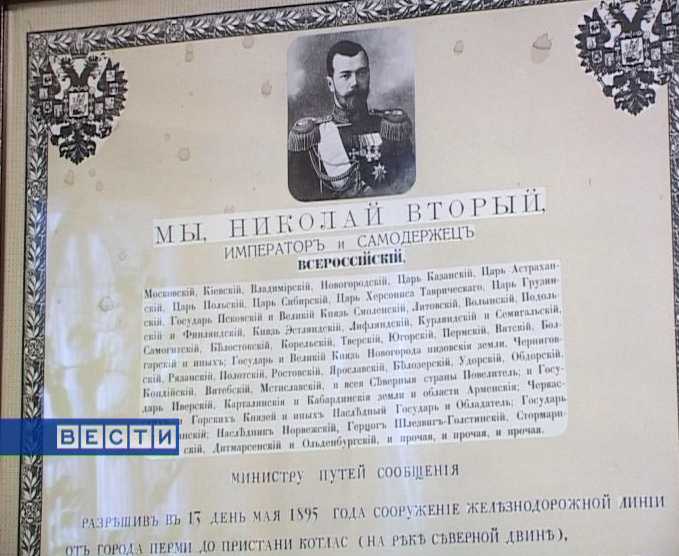 МЫ, НИКОЛАЙ ВТОРЫЙ,
ИМПЕРАТОРЪ и САМОДЕРЖЕЦЪ
ВСЕРОССІЙСКІЙ,
Московскій, Кіевскій, Владимірскій, Новогородскій, Царь Казанскій, Царь Астрахан-
скій, Царь Польскій, Царь Сибирскій, Царь Херсониса Таврическаго, Царь Грузин-
скій, Государь Псковскій и Великій Князь Смоленскій, Литовскій, Волынскій, Подоль-
скій и Финляндскій, Князь Эстляндскій, Лифляндскій, Курляндскій и Семигальскій,
Самогитскій, Бѣлостокскій, Корельскій, Тверскій, Югорскій, Пермскій, Вятскій, Бол-
гарскій и иныхъ; Государь и Великій Князь Новогорода низовскія земли, Чернигов-
скій, Рязанскій, Полотскій, Ростовскій, Ярославскій, Бѣлозерскій, Удорскій, Обдорскій,
Кондійскій, Витебскій, Мстиславскій, и всея Сѣверныя страны Повелитель; и Госу-
дарь Иверскій, Карталинскія и Кабардинскія земли и области Арменскія; Черкас-
и Горскихъ Князей и иныхъ Наслѣдный Государь и Обладатель; Государь
Наслѣдникъ Норвежскій, Герцогъ Шлезвигъ-Голстинскій, Стормарн-
скій, Дитмарсенскій и Ольденбургскій, и прочая, и прочая, и прочая.
ВЕСТИ
МИНИСТРУ ПУТЕЙ СООБЩЕНІЯ
РАЗРѢШИВЪ ВЪ 13 ДЕНЬ МАЯ 1895 ГОДА СООРУЖЕНІЕ ЖЕЛѢЗНОДОРОЖНОЙ ЛИНІИ
ОТЪ ГОРОДА ПЕРМИ ДО ПРИСТАНИ КОТЛАС (НА РѢКѢ СѢВЕРНОЙ ДВИНѢ),